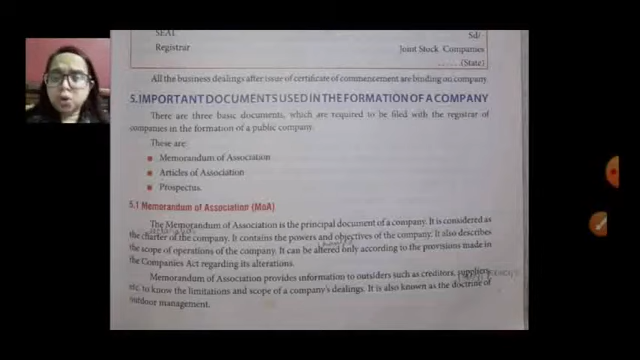 SEAL
Sd/
Registrar
Joint Stock Companies
......(State)
All the business dealings after issue of certificate of commencement are binding on company.
5.IMPORTANT DOCUMENTS USED IN THE FORMATION OF A COMPANY
There are three basic documents, which are required to be filed with the registrar of
companies in the formation of a public company.
These are:
Memorandum of Association
Articles of Association
Prospectus.
5.1 Memorandum of Association (MoA)
The Memorandum of Association is the principal document of a company. It is considered as
the charter of the company. It contains the powers and objectives of the company. It also describes
the scope of operations of the company. It can be altered only according to the provisions made in
the Companies Act regarding its alterations.
Memorandum of Association provides information to outsiders such as creditors, suppliers
etc. to know the limitations and scope of a company's dealings. It is also known as the doctrine of
outdoor management.